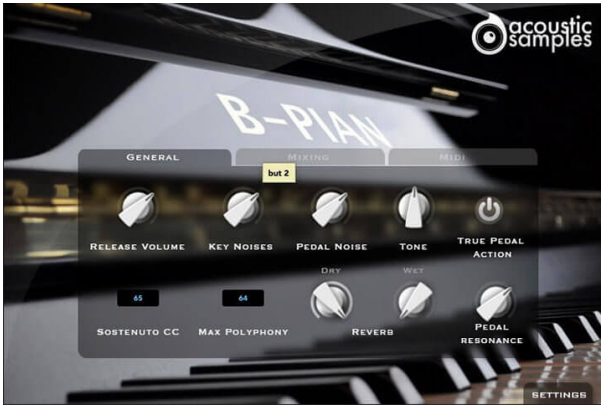 acoustic
samples
B-PIAN
GENERAL MIXING MIDI
but 2
RELEASE VOLUME KEY NOISES PEDAL NOISE TONE TRUE PEDAL
ACTION
DRY WET
65 64
SOSTENUTO CC MAX POLYPHONY REVERB PEDAL
RESONANCE
SETTINGS